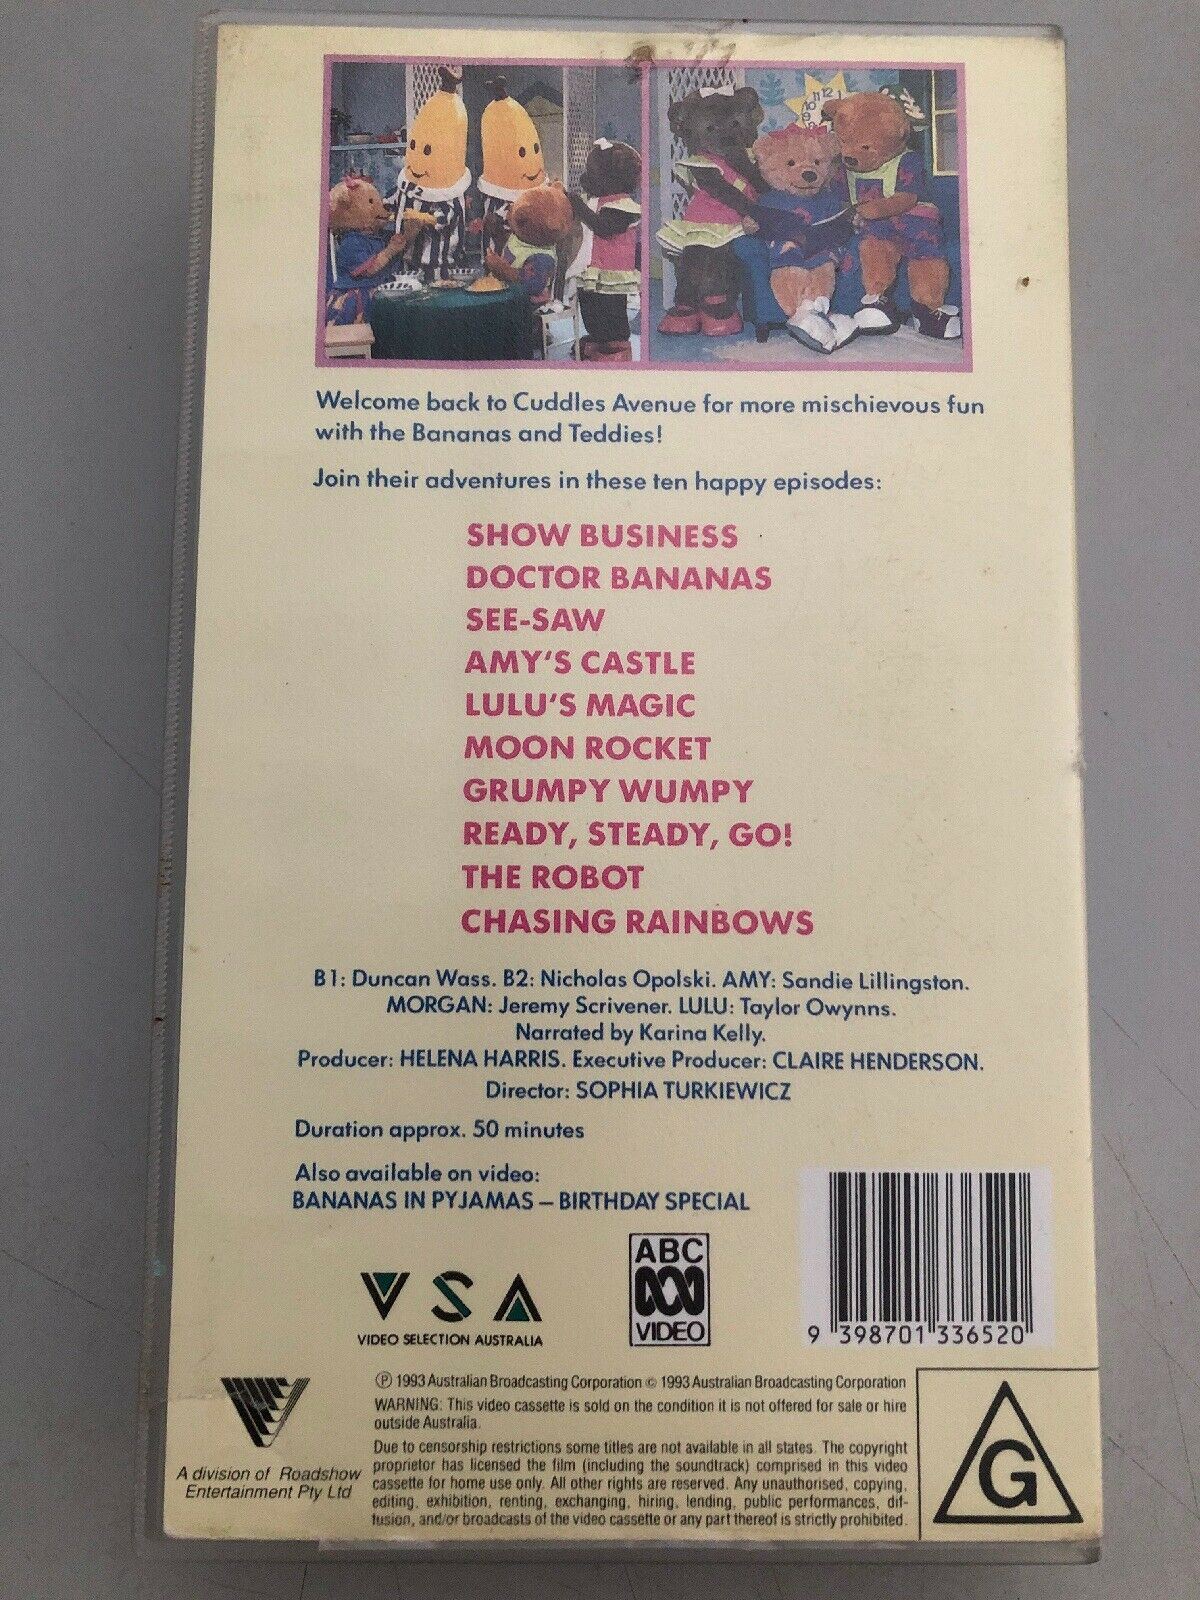 Welcome back to Cuddles Avenue for more mischievous fun
with the Bananas and Teddies!
Join their adventures in these ten happy episodes:
SHOW BUSINESS
DOCTOR BANANAS
SEE-SAW
AMY'S CASTLE
LULU'S MAGIC
MOON ROCKET
GRUMPY WUMPY
READY, STEADY, GO!
THE ROBOT
CHASING RAINBOWS
B1: Duncan Wass. B2: Nicholas Opolski. AMY: Sandie Lillingston.
MORGAN: Jeremy Scrivener. LULU: Taylor Owynns.
Narrated by Karina Kelly.
Producer: HELENA HARRIS. Executive Producer: CLAIRE HENDERSON.
Director: SOPHIA TURKIEWICZ
Duration approx. 50 minutes
Also available on video:
BANANAS IN PYJAMAS – BIRTHDAY SPECIAL
VSA
VIDEO SELECTION AUSTRALIA
ABC
VIDEO
9 398701 336520
A division of Roadshow
Entertainment Pty Ltd
℗ 1993 Australian Broadcasting Corporation © 1993 Australian Broadcasting Corporation
WARNING: This video cassette is sold on the condition it is not offered for sale or hire
outside Australia.
Due to censorship restrictions some titles are not available in all states. The copyright
proprietor has licensed the film (including the soundtrack) comprised in this video
cassette for home use only. All other rights are reserved. Any unauthorised, copying,
editing, exhibition, renting, exchanging, hiring, lending, public performances, dif-
fusion, and/or broadcasts of the video cassette or any part thereof is strictly prohibited.
G